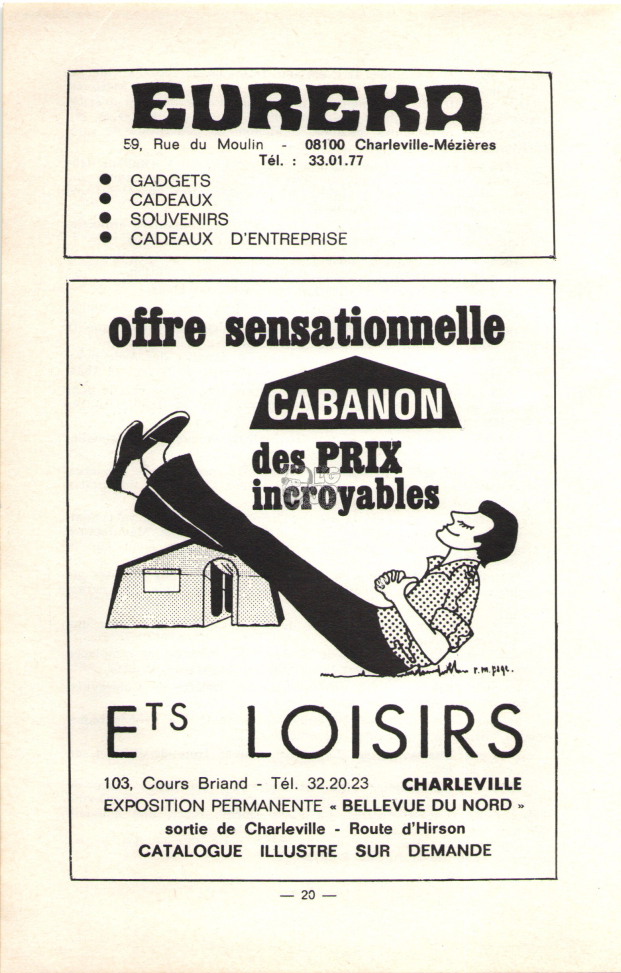 EUREKA
59, Rue du Moulin - 08100 Charleville-Mézières
Tél. : 33.01.77
● GADGETS
● CADEAUX
● SOUVENIRS
● CADEAUX D'ENTREPRISE
offre sensationnelle
CABANON
des PRIX
incroyables
r.m.page.
ETS LOISIRS
103, Cours Briand - Tél. 32.20.23 CHARLEVILLE
EXPOSITION PERMANENTE « BELLEVUE DU NORD »
sortie de Charleville - Route d'Hirson
CATALOGUE ILLUSTRE SUR DEMANDE
— 20 —